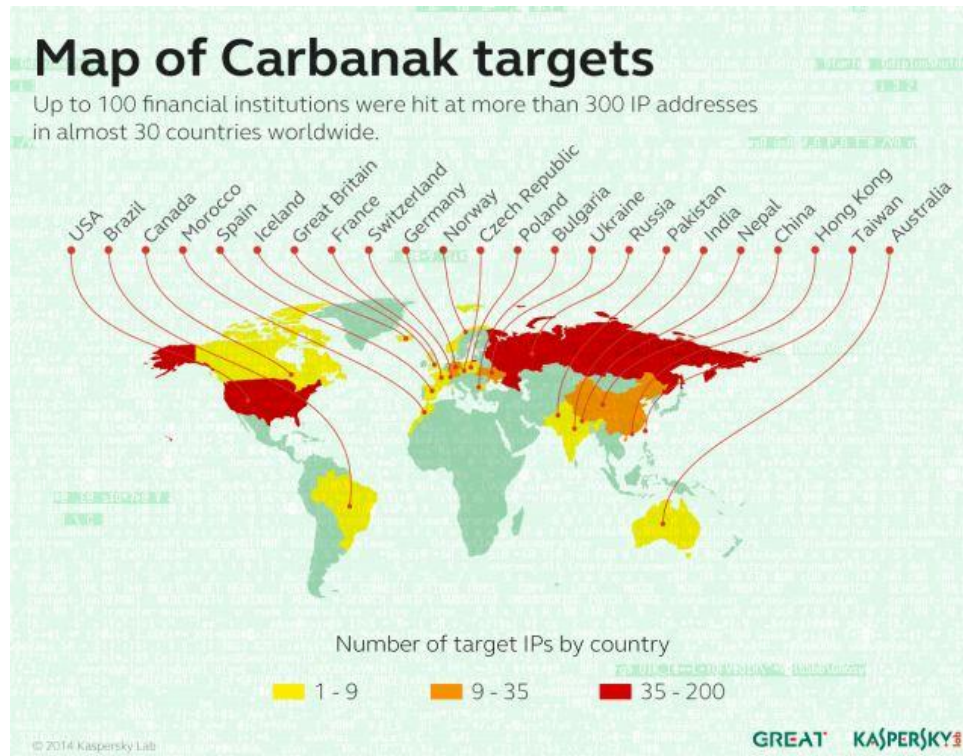 Map of Carbanak targets
Up to 100 financial institutions were hit at more than 300 IP addresses
in almost 30 countries worldwide.
USA
Brazil
Canada
Morocco
Spain
Iceland
Great Britain
France
Switzerland
Germany
Norway
Czech Republic
Poland
Bulgaria
Ukraine
Russia
Pakistan
India
Nepal
China
Hong Kong
Taiwan
Australia
Number of target IPs by country
1 - 9
9 - 35
35 - 200
© 2014 Kaspersky Lab
GREAT KASPERSKY